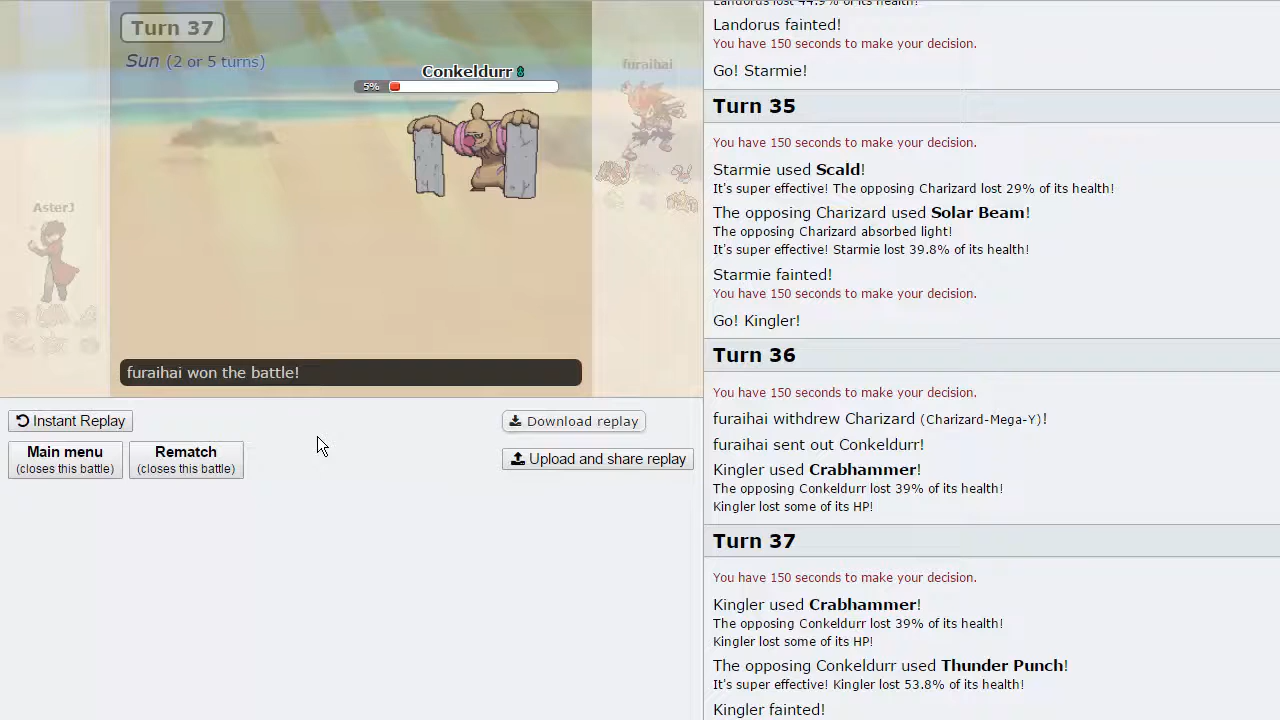 Turn 37
Sun (2 or 5 turns)
Conkeldurr
5%
furaihai
AsterJ
furaihai won the battle!
Instant Replay
Download replay
Main menu
(closes this battle)
Rematch
(closes this battle)
Upload and share replay
Landorus lost 44.9% of its health!
Landorus fainted!
You have 150 seconds to make your decision.
Go! Starmie!
Turn 35
You have 150 seconds to make your decision.
Starmie used Scald!
It's super effective! The opposing Charizard lost 29% of its health!
The opposing Charizard used Solar Beam!
The opposing Charizard absorbed light!
It's super effective! Starmie lost 39.8% of its health!
Starmie fainted!
You have 150 seconds to make your decision.
Go! Kingler!
Turn 36
You have 150 seconds to make your decision.
furaihai withdrew Charizard (Charizard-Mega-Y)!
furaihai sent out Conkeldurr!
Kingler used Crabhammer!
The opposing Conkeldurr lost 39% of its health!
Kingler lost some of its HP!
Turn 37
You have 150 seconds to make your decision.
Kingler used Crabhammer!
The opposing Conkeldurr lost 39% of its health!
Kingler lost some of its HP!
The opposing Conkeldurr used Thunder Punch!
It's super effective! Kingler lost 53.8% of its health!
Kingler fainted!